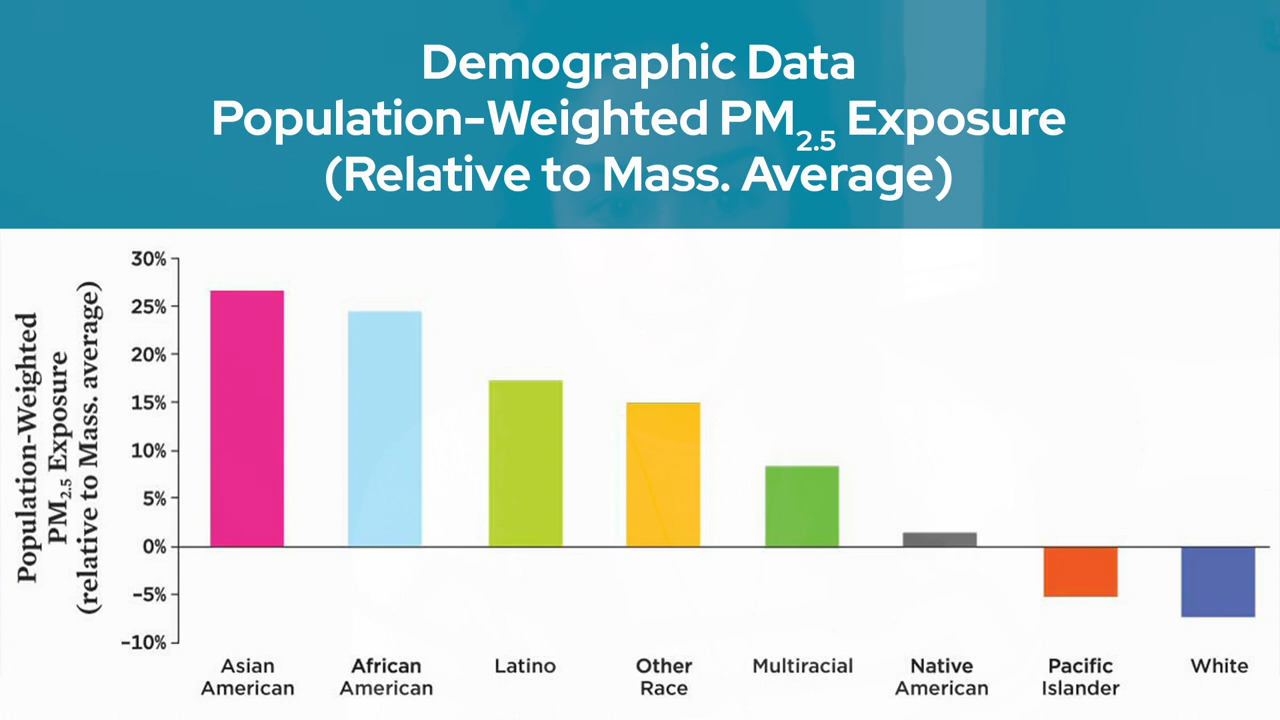 Demographic Data
Population-Weighted PM2.5 Exposure
(Relative to Mass. Average)
Population-Weighted
PM2.5 Exposure
(relative to Mass. average)
30%
25%
20%
15%
10%
5%
0%
−5%
−10%
Asian
American
African
American
Latino
Other
Race
Multiracial
Native
American
Pacific
Islander
White